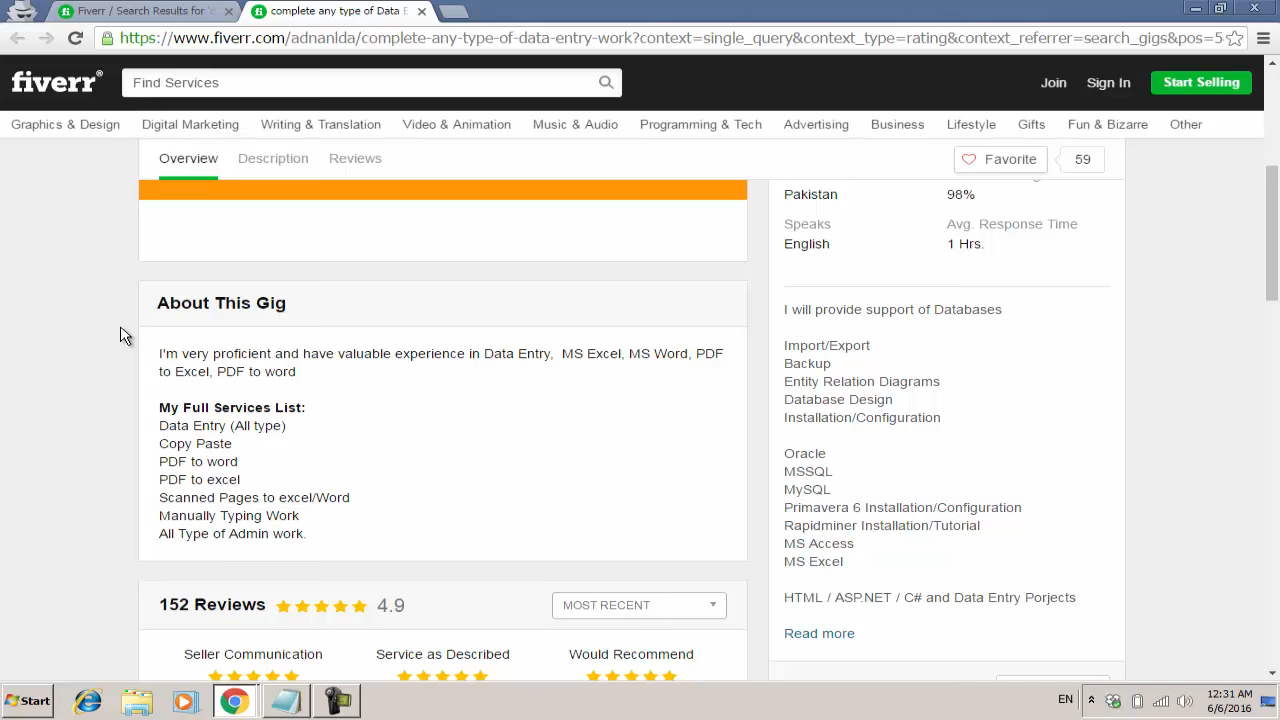 Fiverr / Search Results for
complete any type of Data E
https://www.fiverr.com/adnanlda/complete-any-type-of-data-entry-work?context=single_query&context_type=rating&context_referrer=search_gigs&pos=5
fiverr®
Find Services
Join
Sign In
Start Selling
Graphics & Design
Digital Marketing
Writing & Translation
Video & Animation
Music & Audio
Programming & Tech
Advertising
Business
Lifestyle
Gifts
Fun & Bizarre
Other
Overview
Description
Reviews
Favorite
59
Pakistan
98%
Speaks
Avg. Response Time
English
1 Hrs.
About This Gig
I'm very proficient and have valuable experience in Data Entry,  MS Excel, MS Word, PDF
to Excel, PDF to word
My Full Services List:
Data Entry (All type)
Copy Paste
PDF to word
PDF to excel
Scanned Pages to excel/Word
Manually Typing Work
All Type of Admin work.
I will provide support of Databases
Import/Export
Backup
Entity Relation Diagrams
Database Design
Installation/Configuration
Oracle
MSSQL
MySQL
Primavera 6 Installation/Configuration
Rapidminer Installation/Tutorial
MS Access
MS Excel
HTML / ASP.NET / C# and Data Entry Porjects
Read more
152 Reviews
4.9
MOST RECENT
Seller Communication
Service as Described
Would Recommend
Start
EN
12:31 AM
6/6/2016